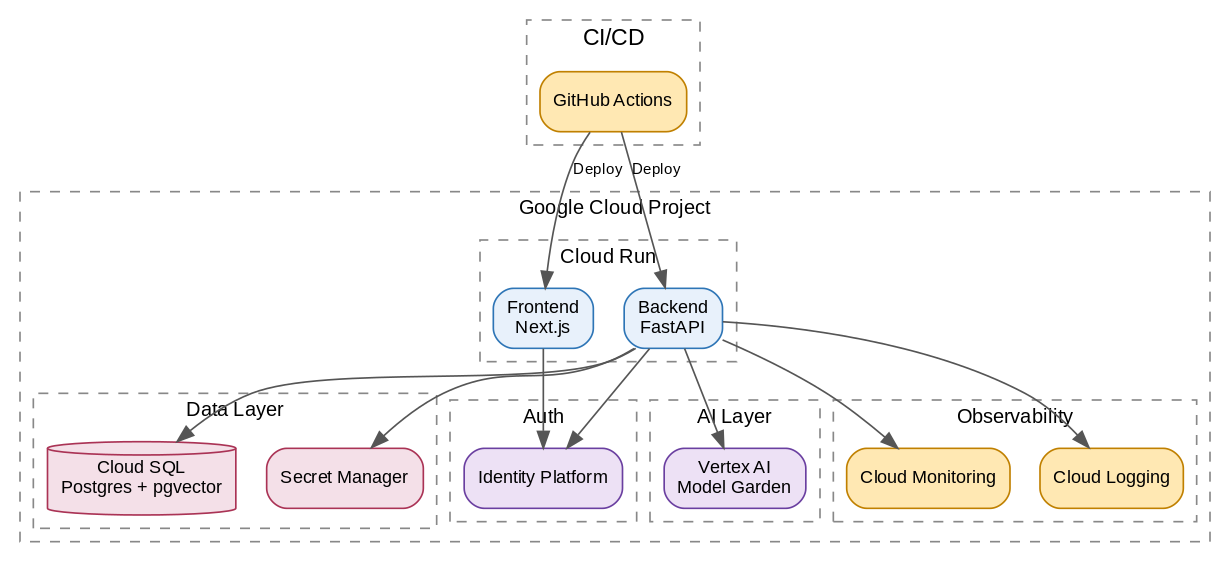 CI/CD
GitHub Actions
Deploy
Deploy
Google Cloud Project
Cloud Run
Frontend
Next.js
Backend
FastAPI
Data Layer
Cloud SQL
Postgres + pgvector
Secret Manager
Auth
Identity Platform
AI Layer
Vertex AI
Model Garden
Observability
Cloud Monitoring
Cloud Logging